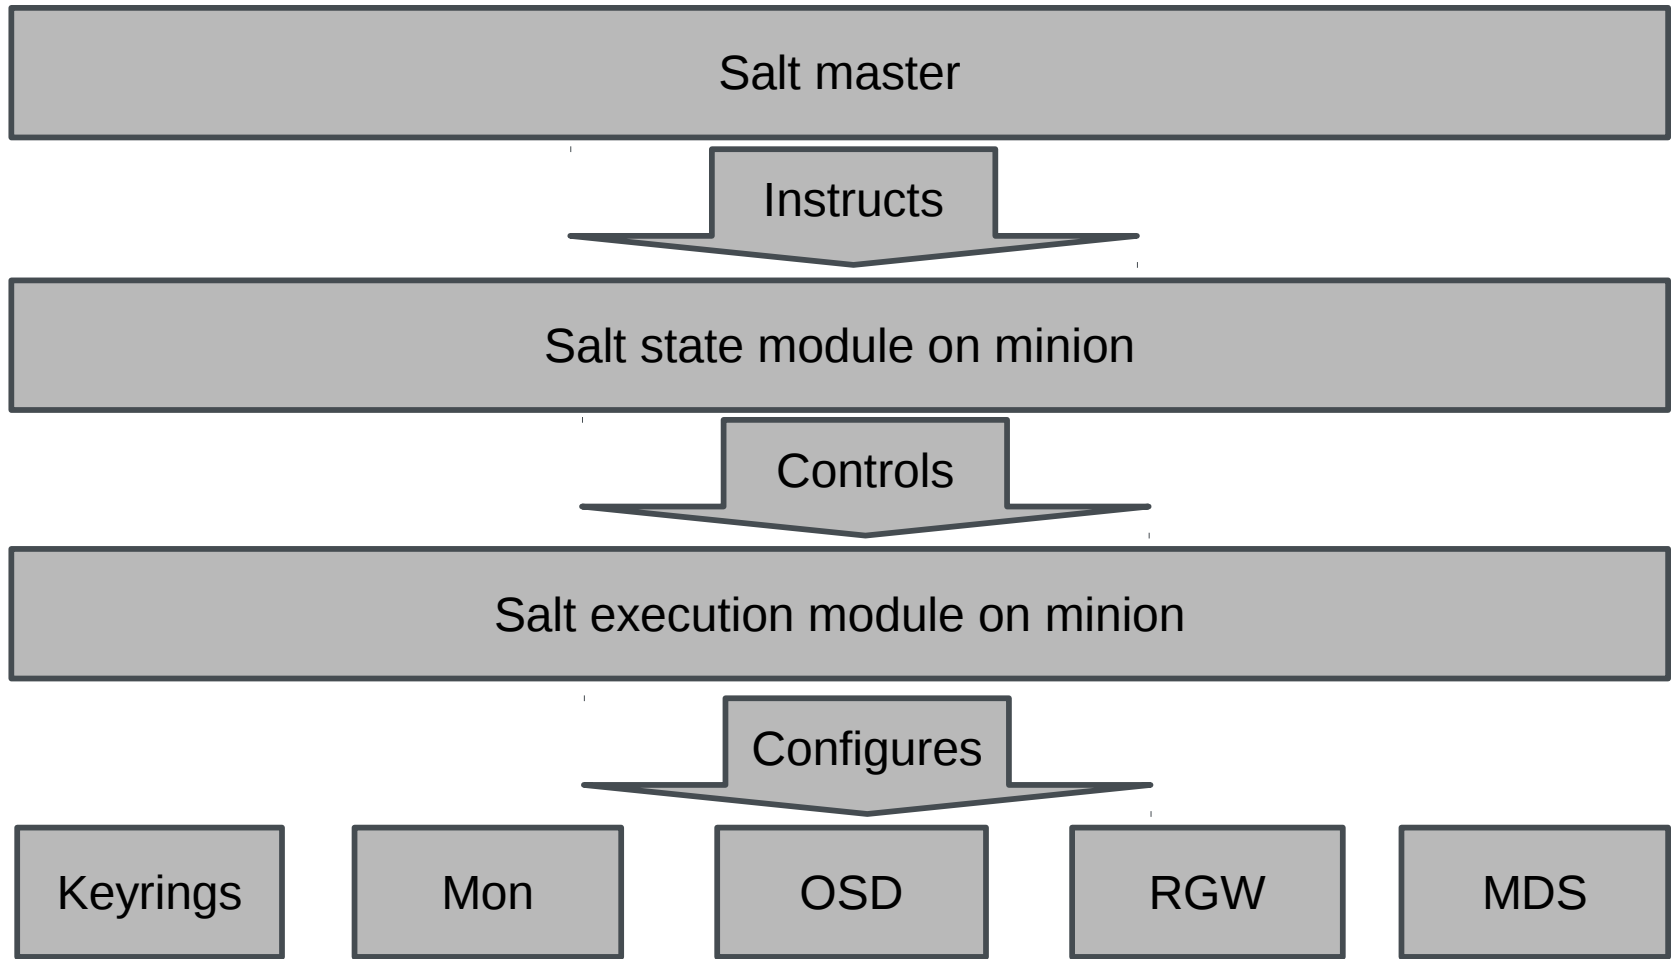 Salt master
Instructs
Salt state module on minion
Controls
Salt execution module on minion
Configures
Keyrings
Mon
OSD
RGW
MDS